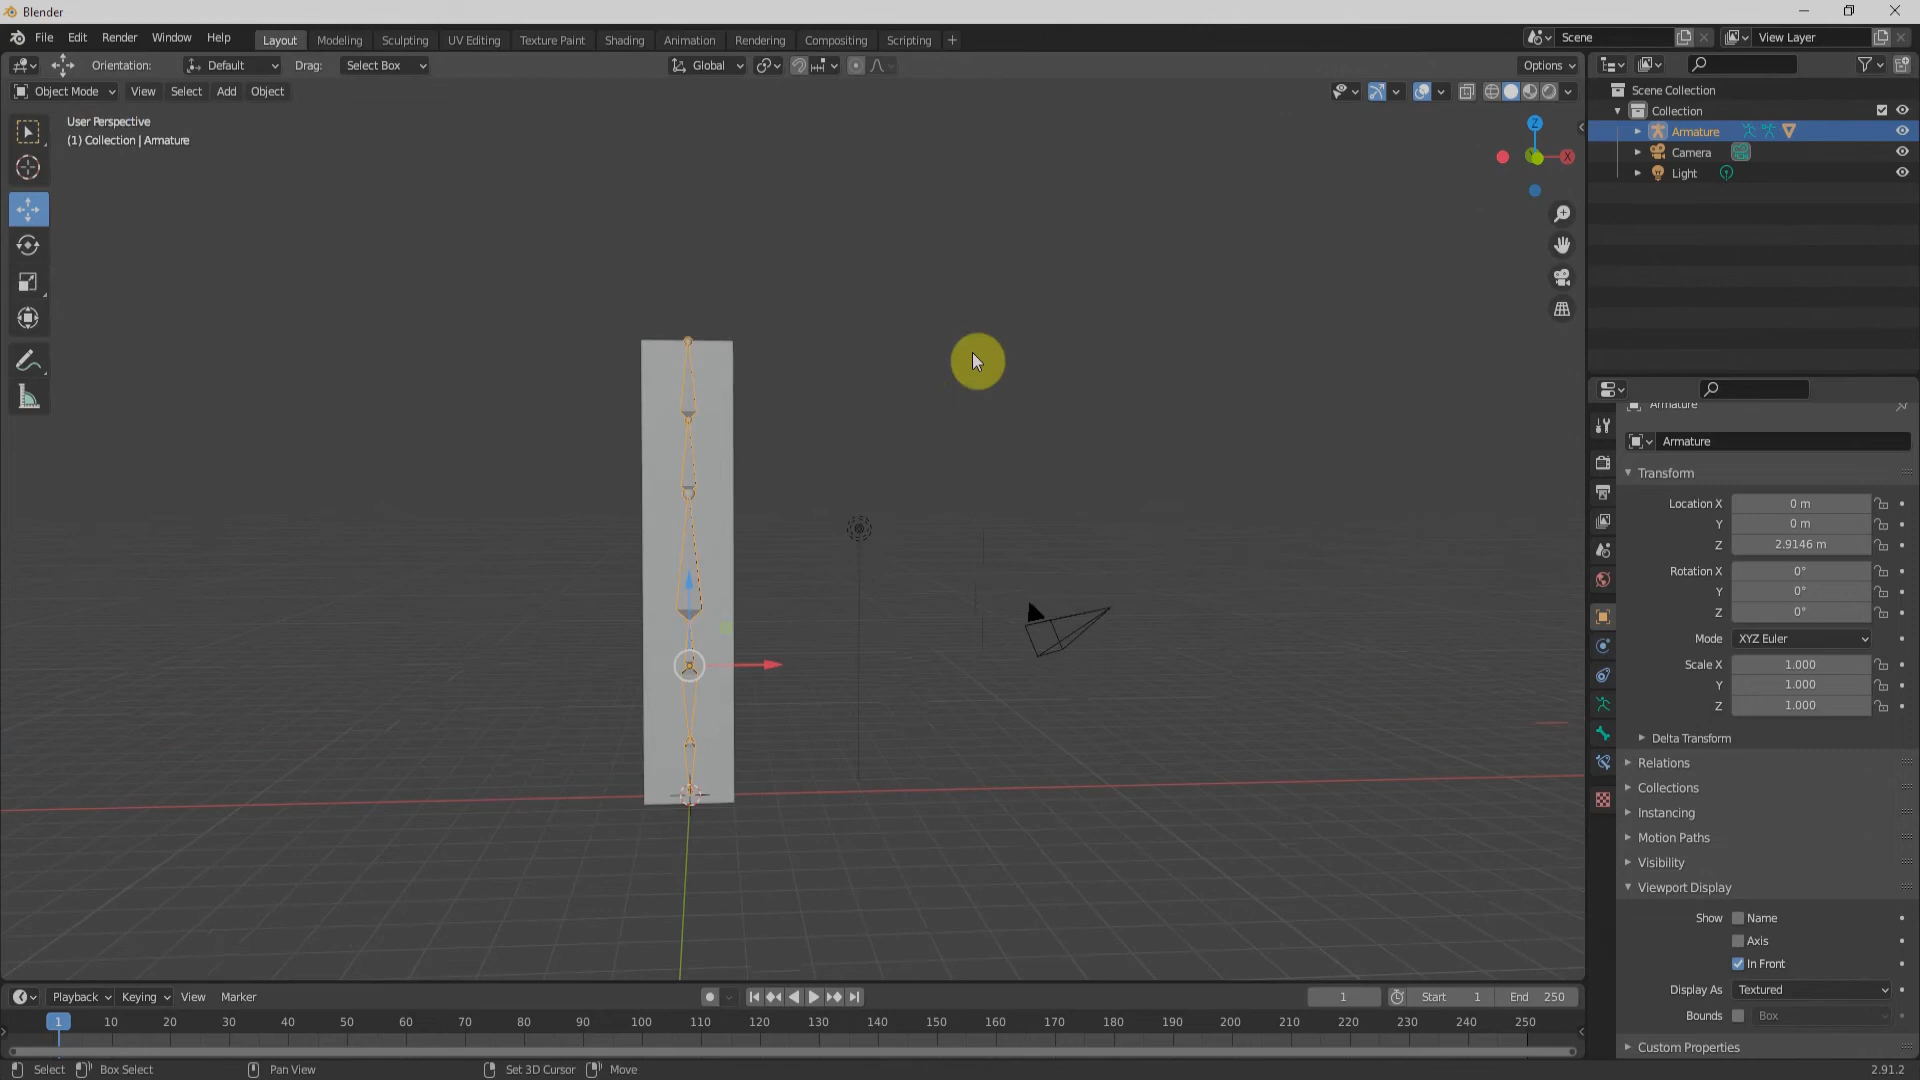 Blender
File Edit Render Window Help Layout Modeling Sculpting UV Editing Texture Paint Shading Animation Rendering Compositing Scripting + Scene View Layer
Orientation: Default Drag: Select Box Global Options
Object Mode View Select Add Object
User Perspective
(1) Collection | Armature
Z
X
Scene Collection
Collection
Armature
Camera
Light
Armature
Armature
Transform
Location X 0 m
Y 0 m
Z 2.9146 m
Rotation X 0°
Y 0°
Z 0°
Mode XYZ Euler
Scale X 1.000
Y 1.000
Z 1.000
Delta Transform
Relations
Collections
Instancing
Motion Paths
Visibility
Viewport Display
Show Name
Axis
In Front
Display As Textured
Bounds Box
Custom Properties
Playback Keying View Marker 1 Start 1 End 250
1 10 20 30 40 50 60 70 80 90 100 110 120 130 140 150 160 170 180 190 200 210 220 230 240 250
Select Box Select Pan View Set 3D Cursor Move 2.91.2